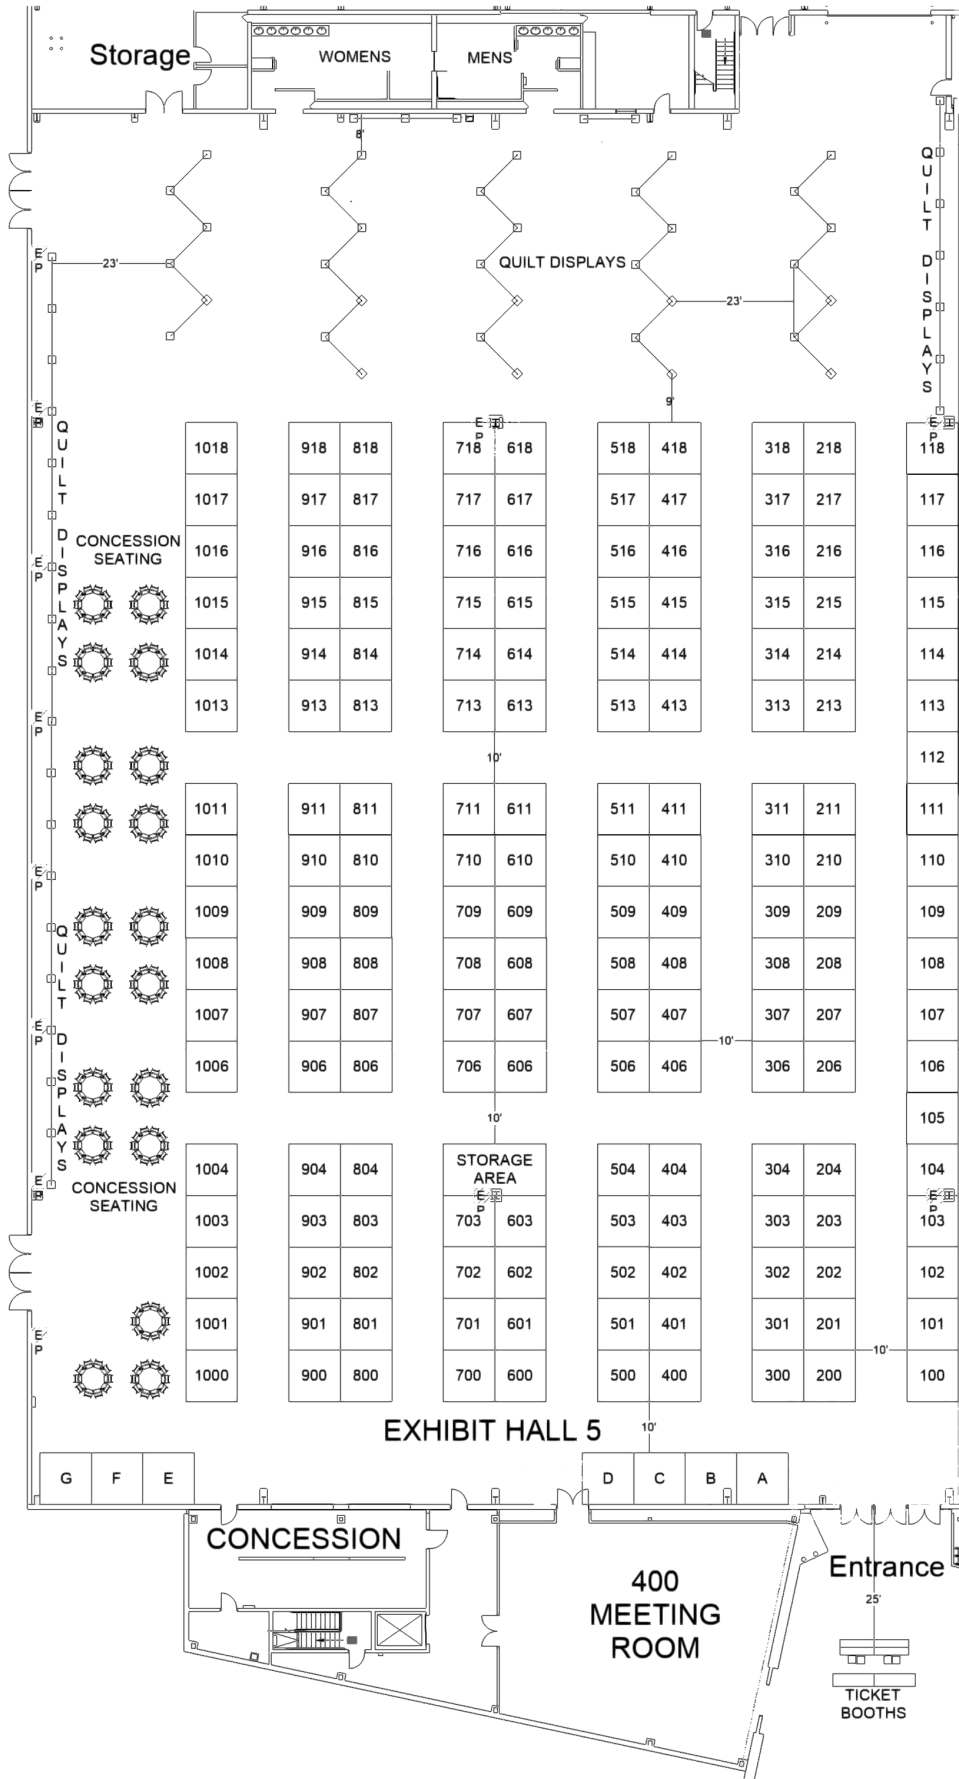 Storage
WOMENS
MENS
8'
QUILT DISPLAYS
23'
QUILT DISPLAYS
23'
E
P
9'
E
P
E
P
E
P
1018 918 818 718 618 518 418 318 218 118
QUILT DISPLAYS
1017 917 817 717 617 517 417 317 217 117
CONCESSION
SEATING
1016 916 816 716 616 516 416 316 216 116
E
P
1015 915 815 715 615 515 415 315 215 115
1014 914 814 714 614 514 414 314 214 114
1013 913 813 713 613 513 413 313 213 113
E
P
10'
112
1011 911 811 711 611 511 411 311 211 111
1010 910 810 710 610 510 410 310 210 110
E
P
1009 909 809 709 609 509 409 309 209 109
QUILT DISPLAYS
1008 908 808 708 608 508 408 308 208 108
1007 907 807 707 607 507 407 307 207 107
E
P
10'
1006 906 806 706 606 506 406 306 206 106
10'
105
1004 904 804 STORAGE
AREA 504 404 304 204 104
CONCESSION
SEATING
E
P
E
P
E
P
1003 903 803 703 603 503 403 303 203 103
1002 902 802 702 602 502 402 302 202 102
1001 901 801 701 601 501 401 301 201 101
E
P
10'
1000 900 800 700 600 500 400 300 200 100
EXHIBIT HALL 5
10'
G F E D C B A
CONCESSION
400
MEETING
ROOM
Entrance
25'
TICKET
BOOTHS